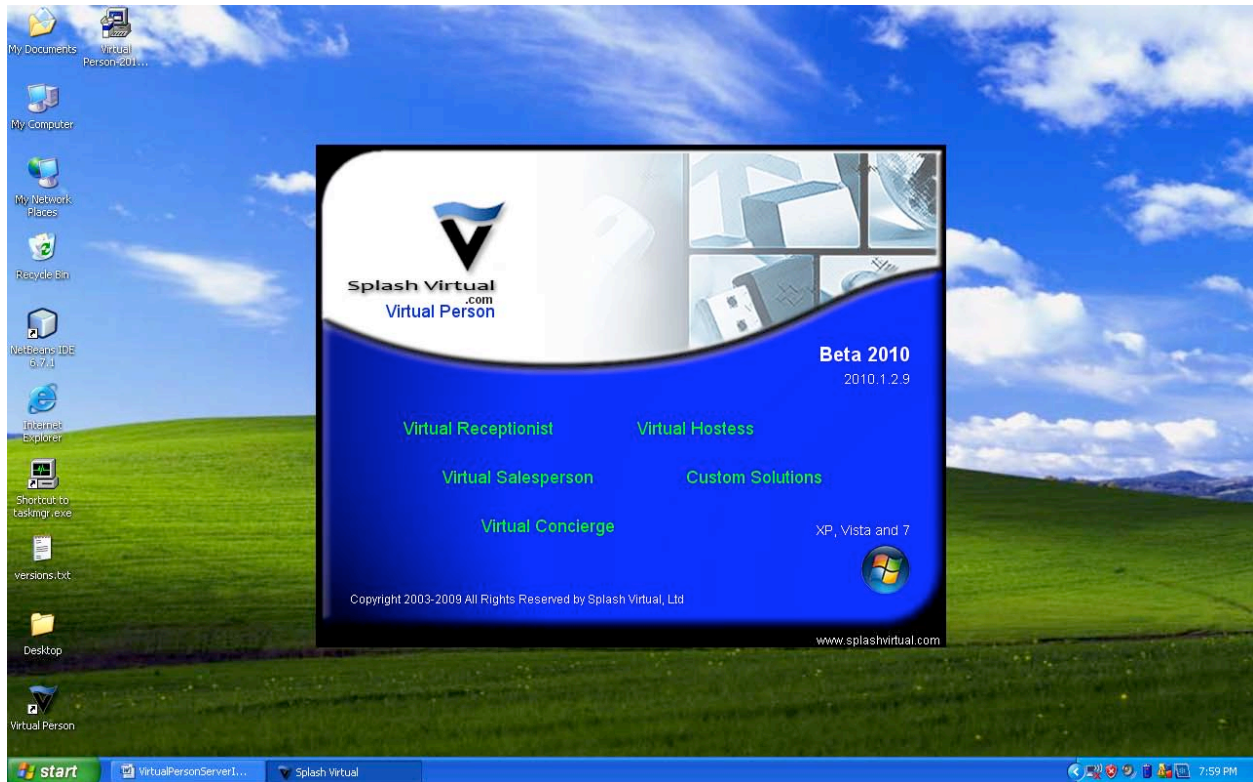 My Documents
Virtual
Person-201...
My Computer
My Network
Places
Recycle Bin
NetBeans IDE
6.7.1
Internet
Explorer
Shortcut to
taskmgr.exe
versions.txt
Desktop
Virtual Person
Splash Virtual
.com
Virtual Person
Beta 2010
2010.1.2.9
Virtual Receptionist
Virtual Hostess
Virtual Salesperson
Custom Solutions
Virtual Concierge
XP, Vista and 7
Copyright 2003-2009 All Rights Reserved by Splash Virtual, Ltd
www.splashvirtual.com
start
VirtualPersonServerI...
Splash Virtual
7:59 PM